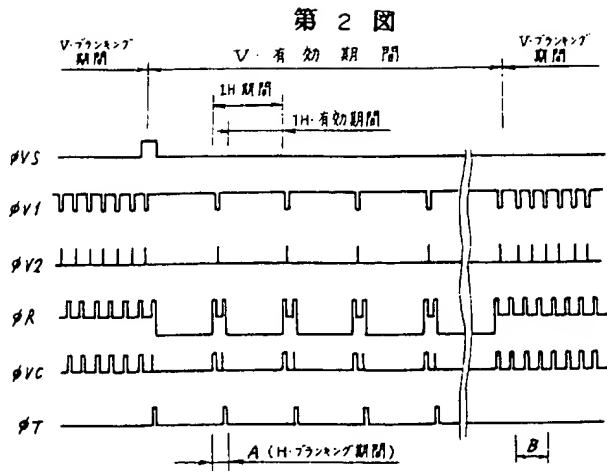 第2図
V・ブランキング期間
V・有効期間
V・ブランキング期間
1H期間
1H・有効期間
φVS
φV1
φV2
φR
φVC
φT
A (H・ブランキング期間)
B